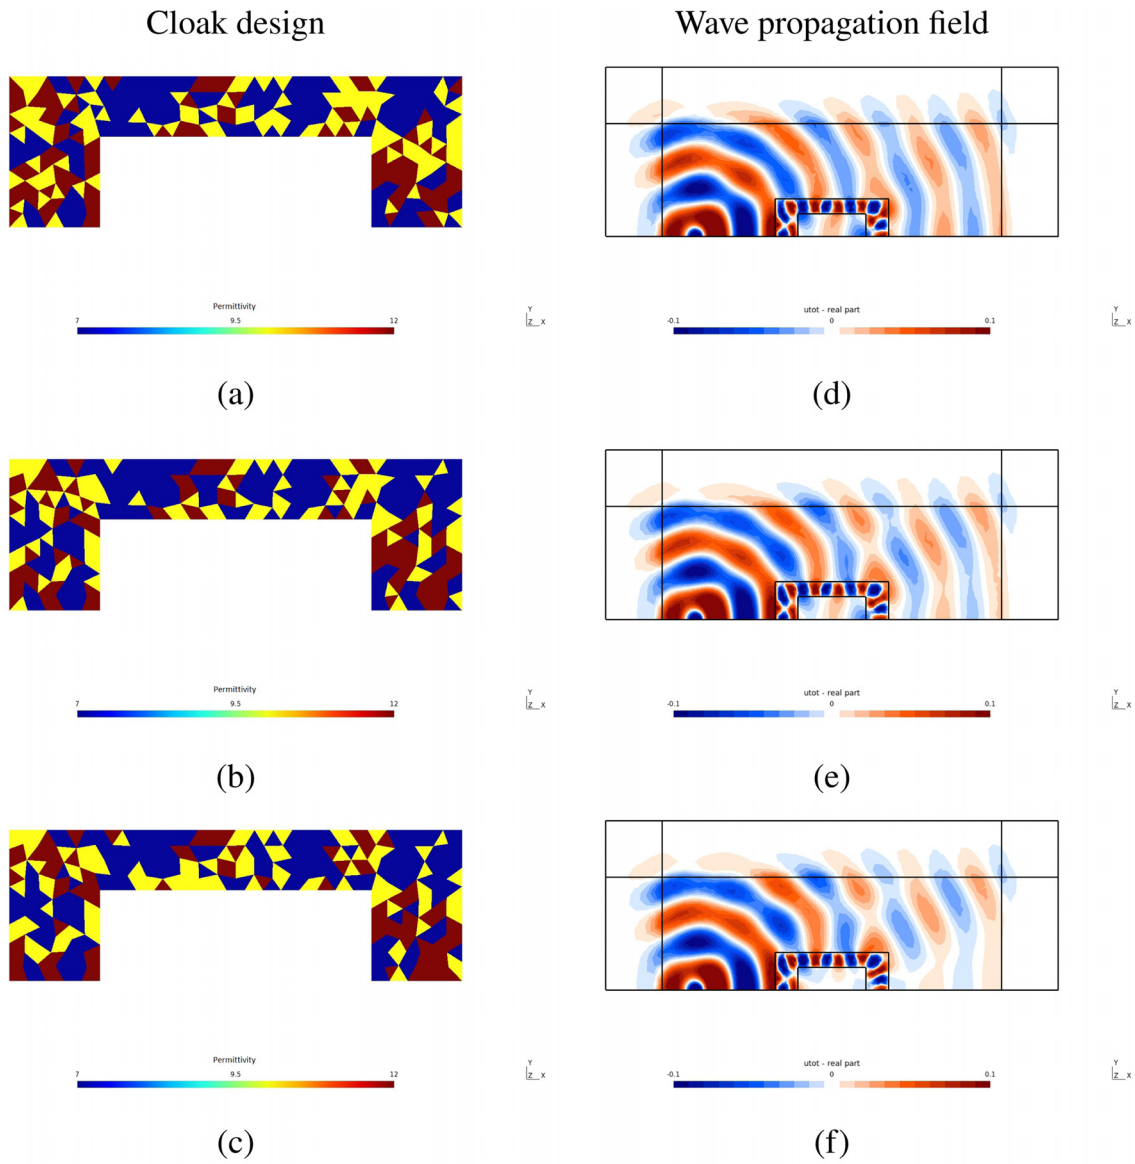 Cloak design Wave propagation field
Permittivity
7 9.5 12
Y
Z X
utot - real part
-0.1 0 0.1
Y
Z X
(a) (d)
Permittivity
7 9.5 12
Y
Z X
utot - real part
-0.1 0 0.1
Y
Z X
(b) (e)
Permittivity
7 9.5 12
Y
Z X
utot - real part
-0.1 0 0.1
Y
Z X
(c) (f)